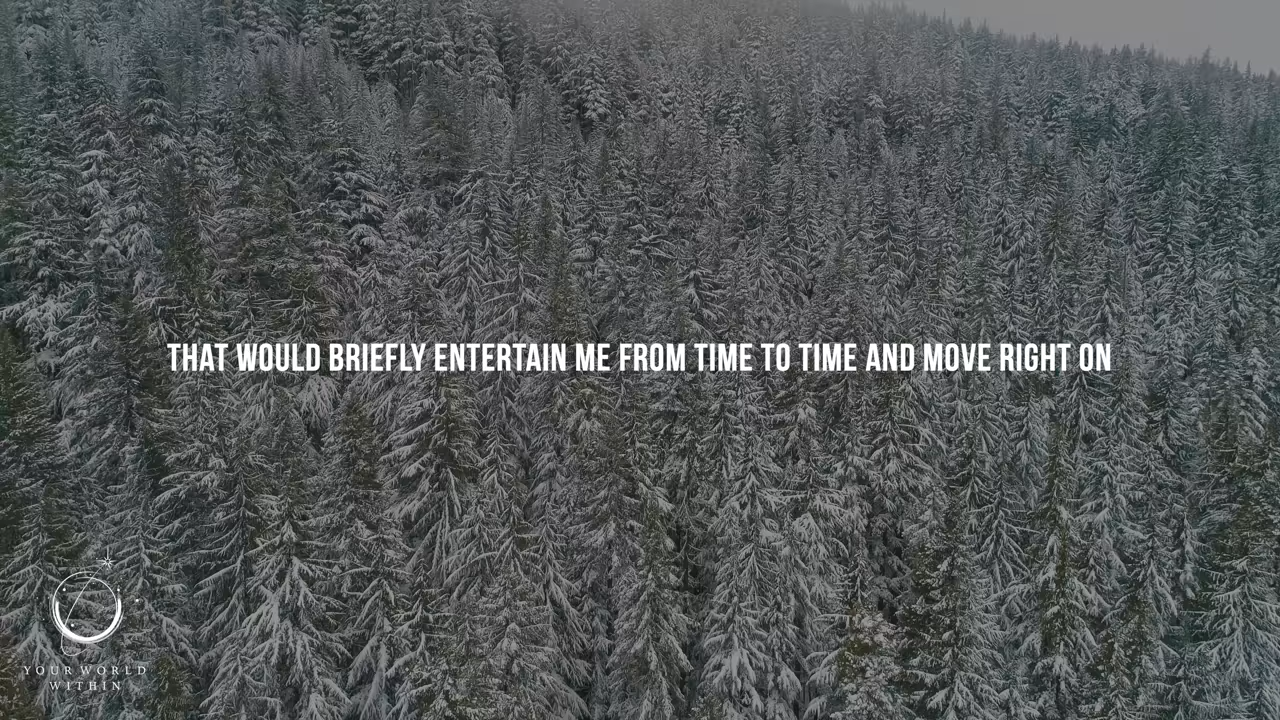 THAT WOULD BRIEFLY ENTERTAIN ME FROM TIME TO TIME AND MOVE RIGHT ON
YOUR WORLD
WITHIN